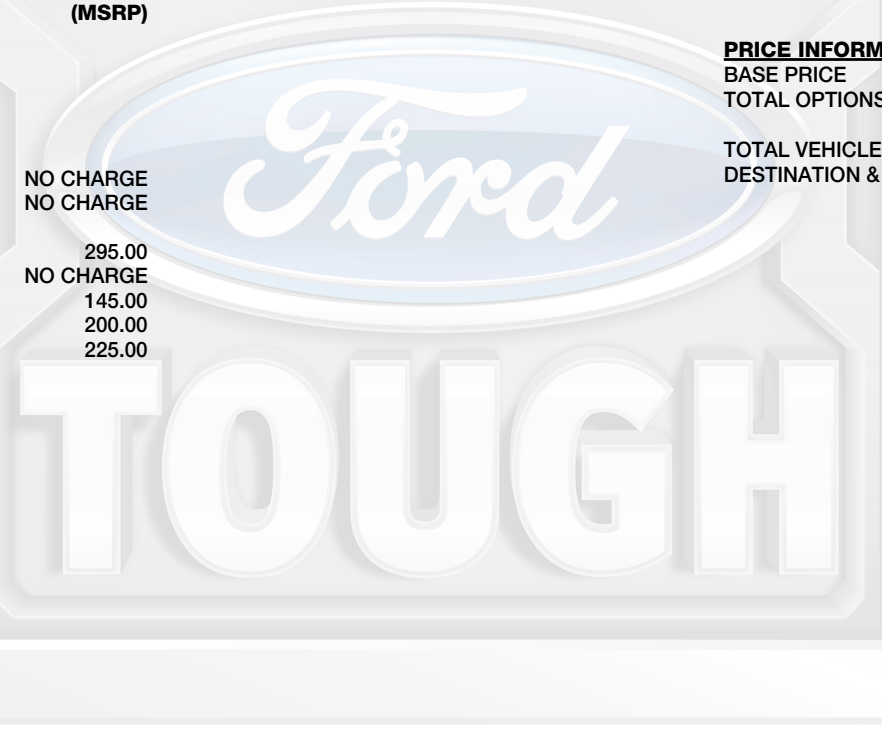 (MSRP)
NO CHARGE
NO CHARGE
295.00
NO CHARGE
145.00
200.00
225.00
PRICE INFORM
BASE PRICE
TOTAL OPTIONS
TOTAL VEHICLE
DESTINATION &
Ford
TOUGH